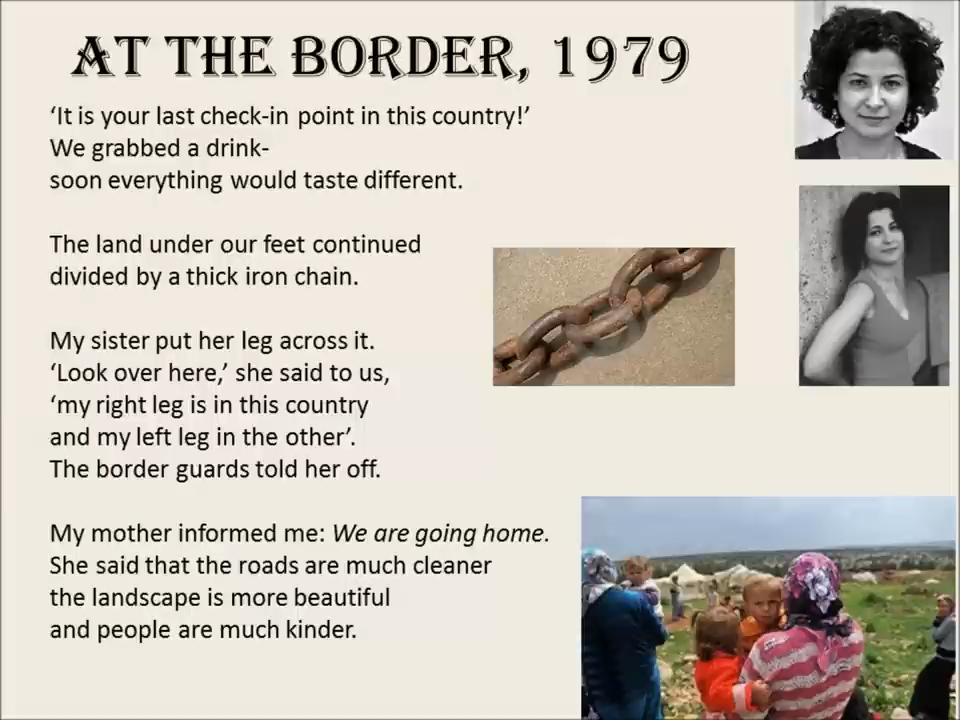 AT THE BORDER, 1979
‘It is your last check-in point in this country!’
We grabbed a drink-
soon everything would taste different.
The land under our feet continued
divided by a thick iron chain.
My sister put her leg across it.
‘Look over here,’ she said to us,
‘my right leg is in this country
and my left leg in the other’.
The border guards told her off.
My mother informed me: We are going home.
She said that the roads are much cleaner
the landscape is more beautiful
and people are much kinder.